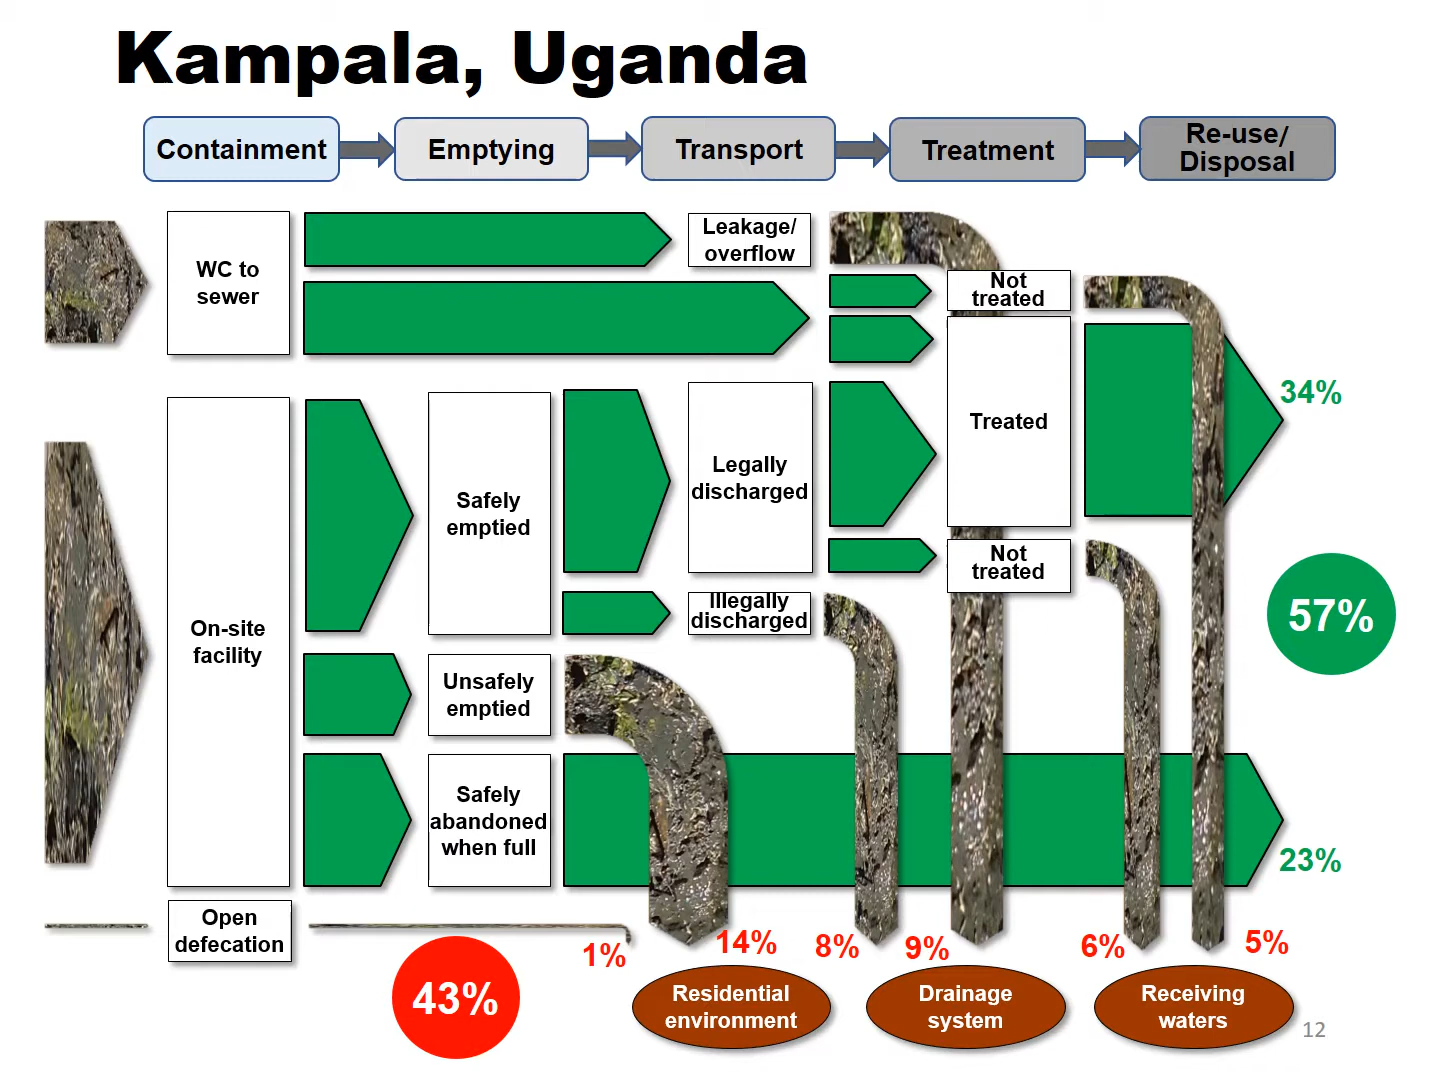 Kampala, Uganda
Containment
Emptying
Transport
Treatment
Re-use/
Disposal
WC to
sewer
Leakage/
overflow
Not
treated
Treated
34%
On-site
facility
Safely
emptied
Legally
discharged
Not
treated
Illegally
discharged
57%
Unsafely
emptied
Safely
abandoned
when full
23%
Open
defecation
1%
14%
8%
9%
6%
5%
43%
Residential
environment
Drainage
system
Receiving
waters
12